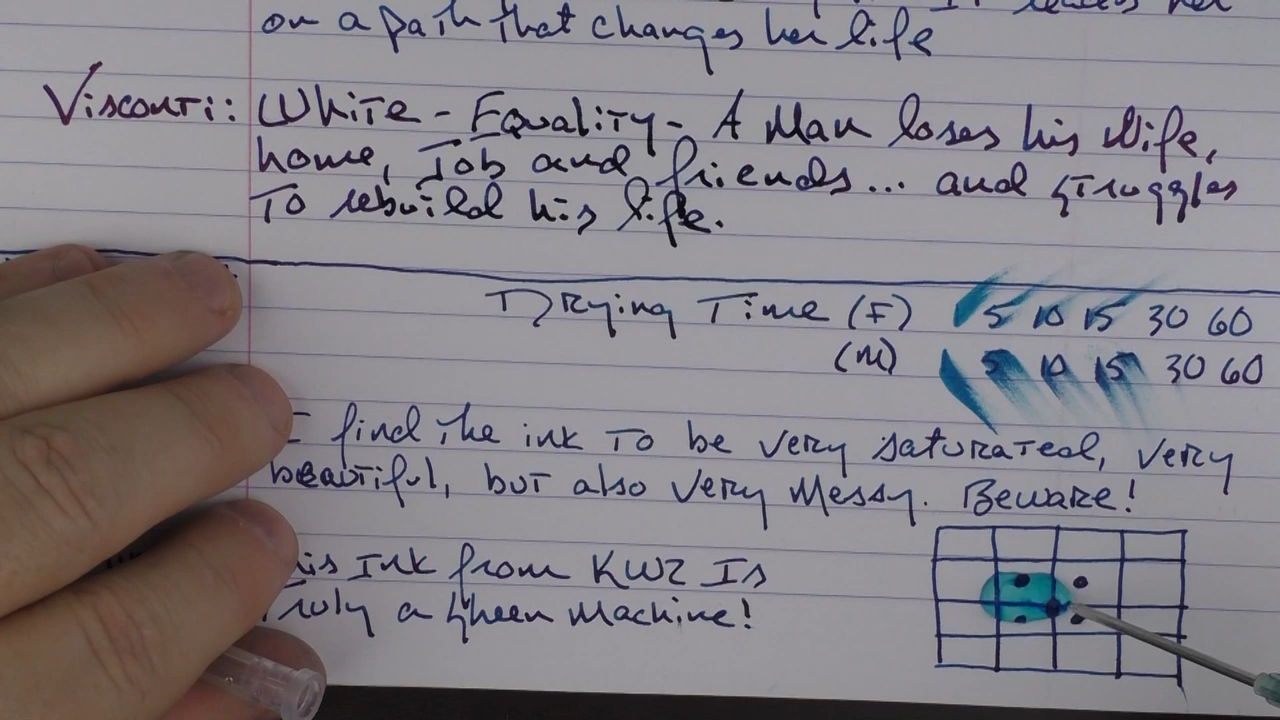 on a path that changes her life
Visconti: White - Equality - A Man loses his Wife,
home, Job and friends... and struggles
To rebuild his life.
Drying Time (F) 5 10 15 30 60
(M) 5 10 15 30 60
I find the ink to be very saturated, very
beautiful, but also very messy. Beware!
is Ink from KWZ Is
ruly a Sheen Machine!